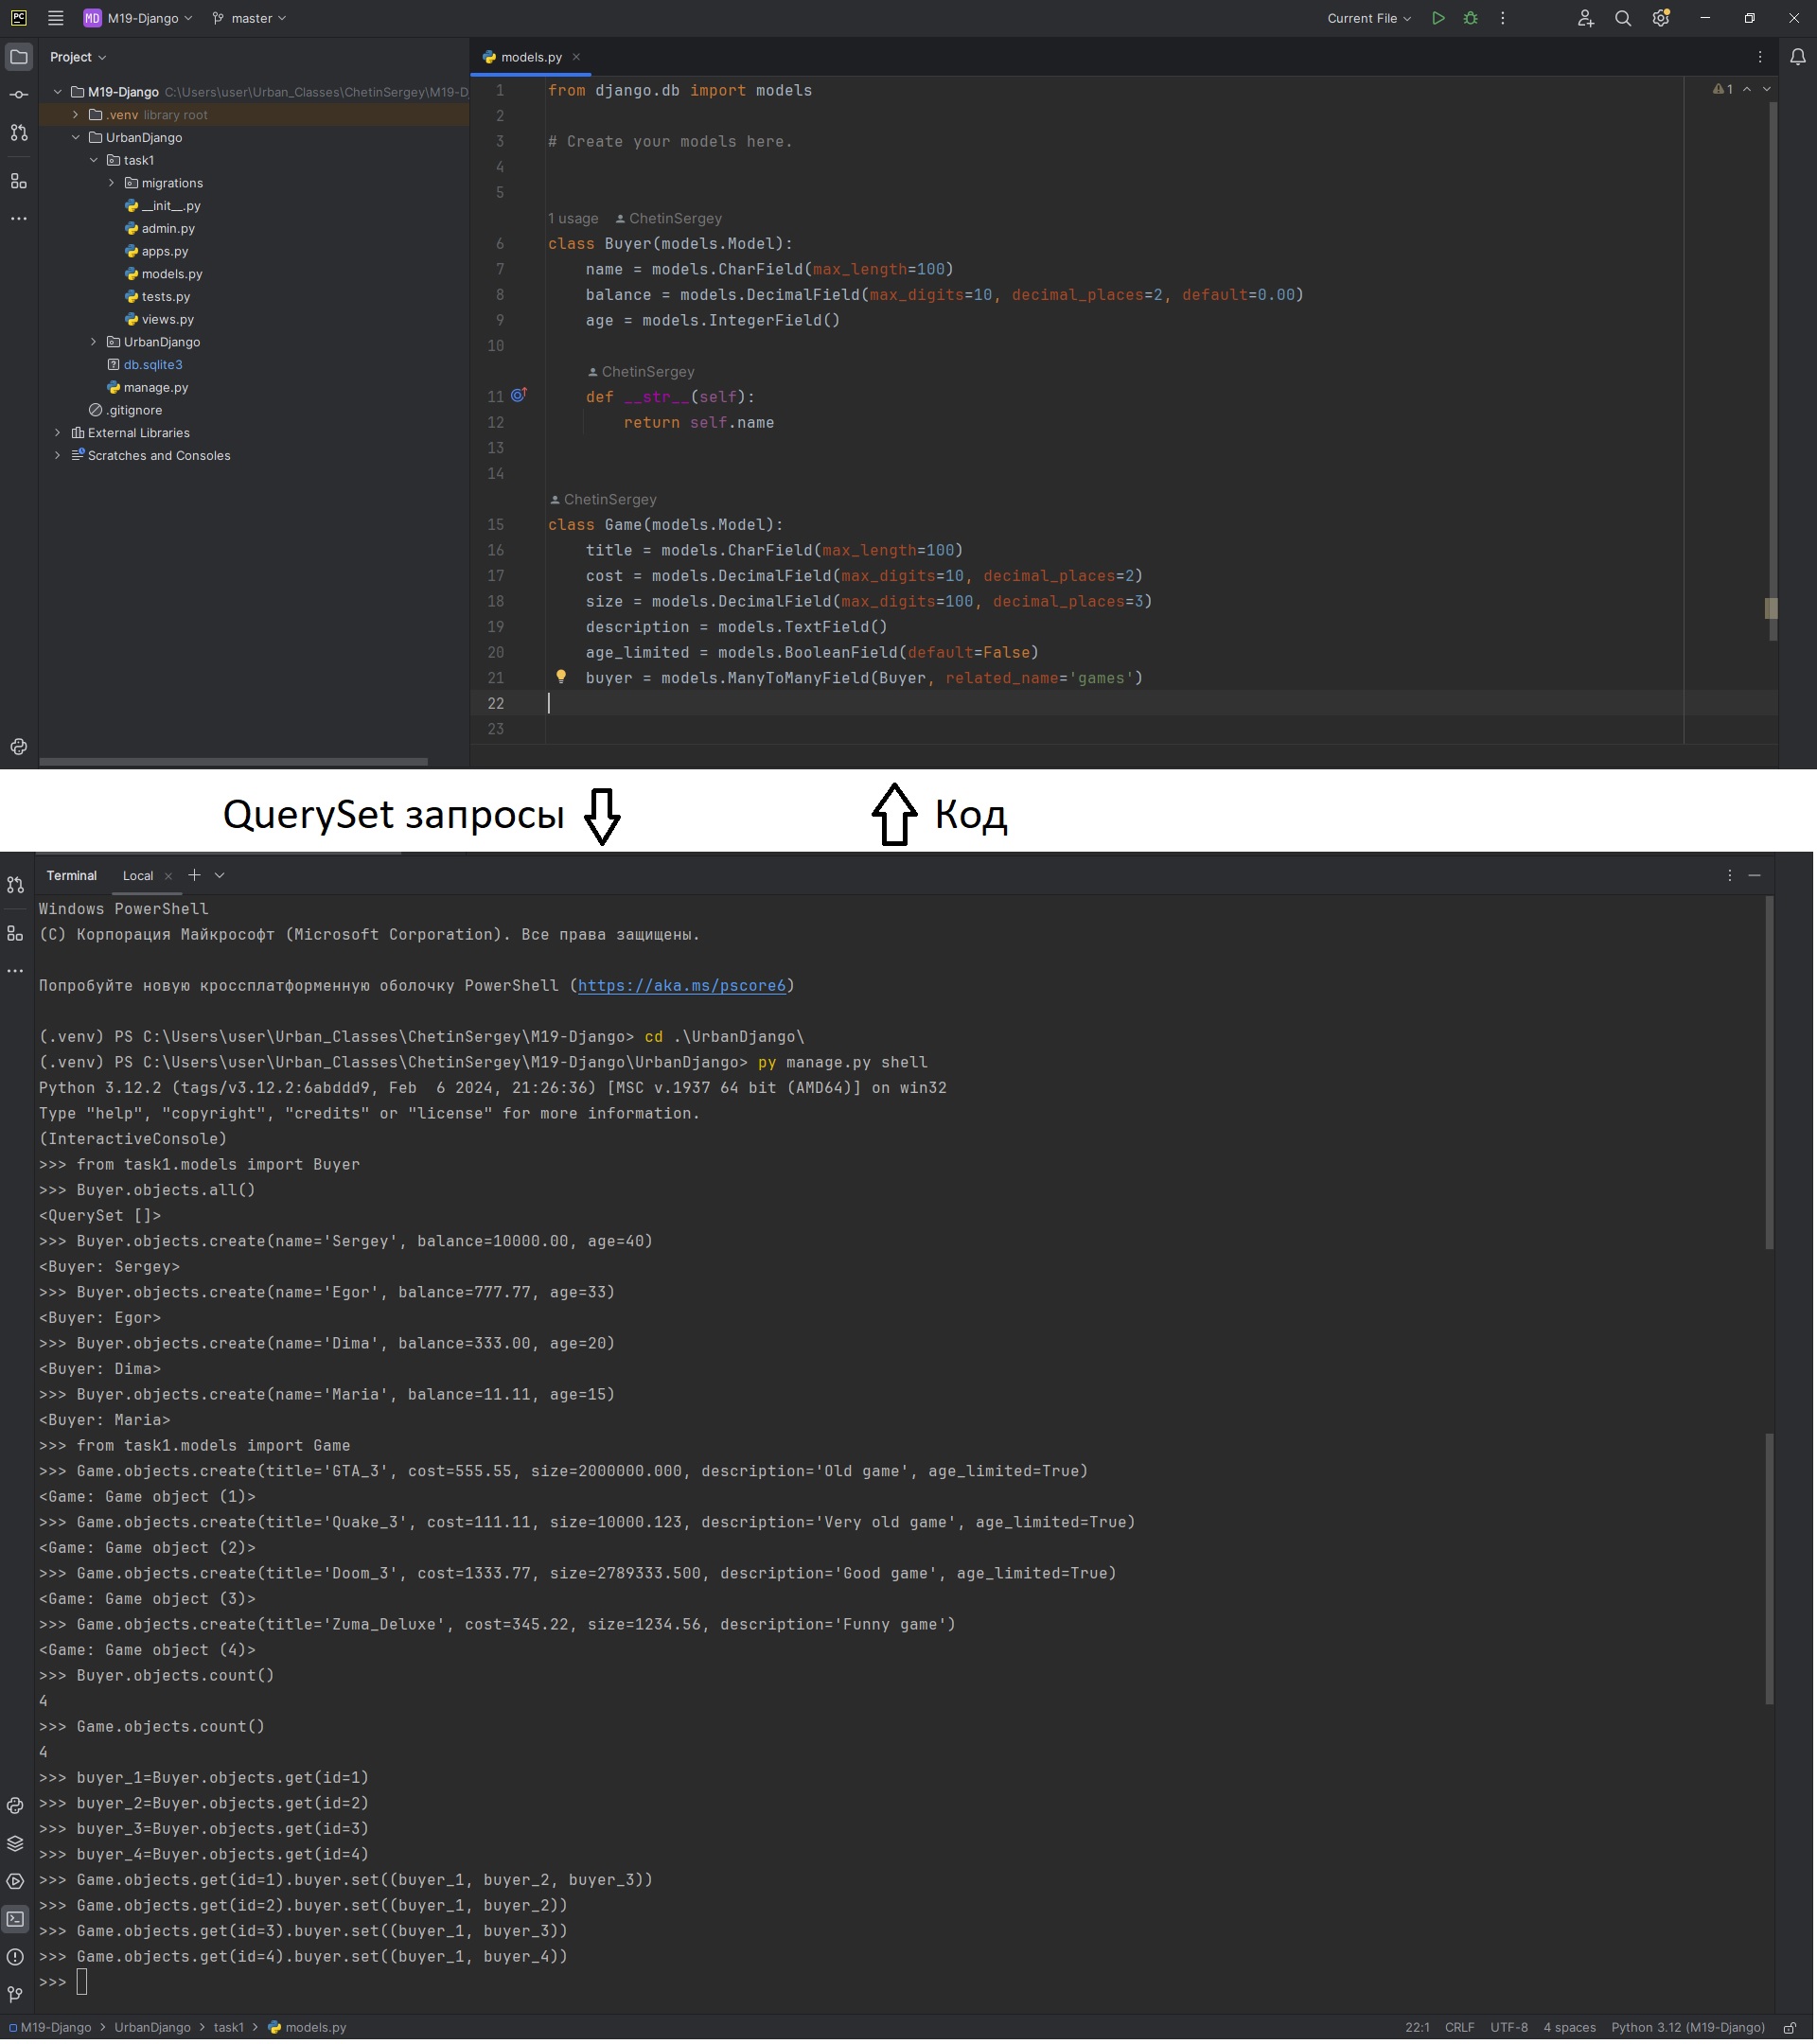 PC MD M19-Django master Current File
Project
M19-Django C:\Users\user\Urban_Classes\ChetinSergey\M19-D
.venv library root
UrbanDjango
task1
migrations
__init__.py
admin.py
apps.py
models.py
tests.py
views.py
UrbanDjango
db.sqlite3
manage.py
.gitignore
External Libraries
Scratches and Consoles
models.py
1
1 from django.db import models
2
3 # Create your models here.
4
5
1 usage ChetinSergey
6 class Buyer(models.Model):
7 name = models.CharField(max_length=100)
8 balance = models.DecimalField(max_digits=10, decimal_places=2, default=0.00)
9 age = models.IntegerField()
10
ChetinSergey
11 def __str__(self):
12 return self.name
13
14
ChetinSergey
15 class Game(models.Model):
16 title = models.CharField(max_length=100)
17 cost = models.DecimalField(max_digits=10, decimal_places=2)
18 size = models.DecimalField(max_digits=100, decimal_places=3)
19 description = models.TextField()
20 age_limited = models.BooleanField(default=False)
21 buyer = models.ManyToManyField(Buyer, related_name='games')
22
23
QuerySet запросы Код
Terminal Local
Windows PowerShell
(C) Корпорация Майкрософт (Microsoft Corporation). Все права защищены.
Попробуйте новую кроссплатформенную оболочку PowerShell (https://aka.ms/pscore6)
(.venv) PS C:\Users\user\Urban_Classes\ChetinSergey\M19-Django> cd .\UrbanDjango\
(.venv) PS C:\Users\user\Urban_Classes\ChetinSergey\M19-Django\UrbanDjango> py manage.py shell
Python 3.12.2 (tags/v3.12.2:6abddd9, Feb  6 2024, 21:26:36) [MSC v.1937 64 bit (AMD64)] on win32
Type "help", "copyright", "credits" or "license" for more information.
(InteractiveConsole)
>>> from task1.models import Buyer
>>> Buyer.objects.all()
<QuerySet []>
>>> Buyer.objects.create(name='Sergey', balance=10000.00, age=40)
<Buyer: Sergey>
>>> Buyer.objects.create(name='Egor', balance=777.77, age=33)
<Buyer: Egor>
>>> Buyer.objects.create(name='Dima', balance=333.00, age=20)
<Buyer: Dima>
>>> Buyer.objects.create(name='Maria', balance=11.11, age=15)
<Buyer: Maria>
>>> from task1.models import Game
>>> Game.objects.create(title='GTA_3', cost=555.55, size=2000000.000, description='Old game', age_limited=True)
<Game: Game object (1)>
>>> Game.objects.create(title='Quake_3', cost=111.11, size=10000.123, description='Very old game', age_limited=True)
<Game: Game object (2)>
>>> Game.objects.create(title='Doom_3', cost=1333.77, size=2789333.500, description='Good game', age_limited=True)
<Game: Game object (3)>
>>> Game.objects.create(title='Zuma_Deluxe', cost=345.22, size=1234.56, description='Funny game')
<Game: Game object (4)>
>>> Buyer.objects.count()
4
>>> Game.objects.count()
4
>>> buyer_1=Buyer.objects.get(id=1)
>>> buyer_2=Buyer.objects.get(id=2)
>>> buyer_3=Buyer.objects.get(id=3)
>>> buyer_4=Buyer.objects.get(id=4)
>>> Game.objects.get(id=1).buyer.set((buyer_1, buyer_2, buyer_3))
>>> Game.objects.get(id=2).buyer.set((buyer_1, buyer_2))
>>> Game.objects.get(id=3).buyer.set((buyer_1, buyer_3))
>>> Game.objects.get(id=4).buyer.set((buyer_1, buyer_4))
>>>
M19-Django > UrbanDjango > task1 > models.py 22:1 CRLF UTF-8 4 spaces Python 3.12 (M19-Django)